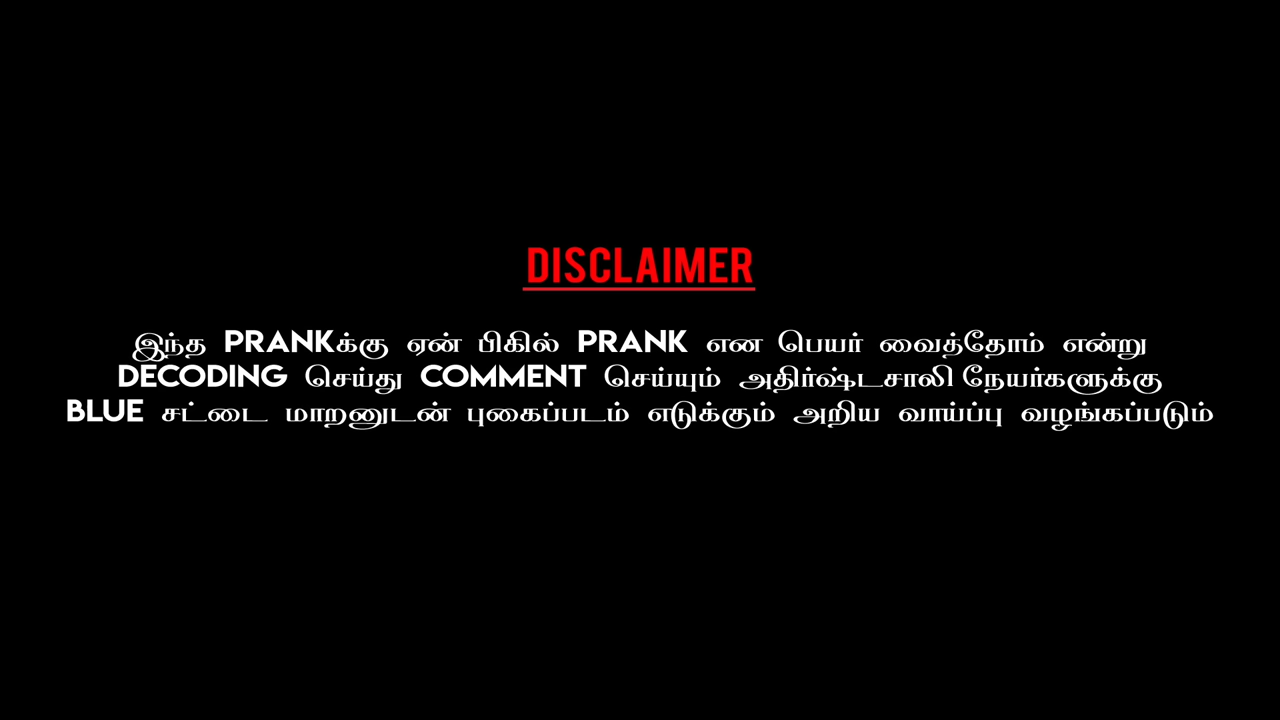 DISCLAIMER
இந்த PRANKக்கு ஏன் பிகில் PRANK என பெயர் வைத்தோம் என்று
DECODING செய்து COMMENT செய்யும் அதிர்ஷ்டசாலி நேயர்களுக்கு
BLUE சட்டை மாறனுடன் புகைப்படம் எடுக்கும் அறிய வாய்ப்பு வழங்கப்படும்